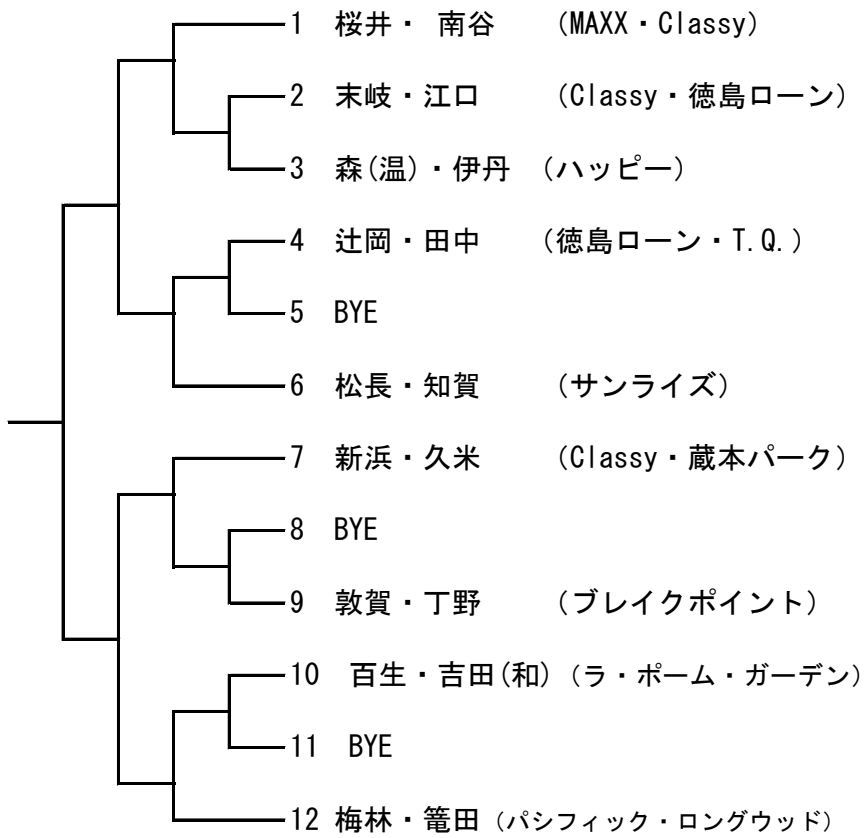 1 桜井・ 南谷 (MAXX・Classy)
2 末岐・江口 (Classy・徳島ローン)
3 森(温)・伊丹 (ハッピー)
4 辻岡・田中 (徳島ローン・T.Q.)
5 BYE
6 松長・知賀 (サンライズ)
7 新浜・久米 (Classy・蔵本パーク)
8 BYE
9 敦賀・丁野 (ブレイクポイント)
10 百生・吉田(和) (ラ・ポーム・ガーデン)
11 BYE
12 梅林・篭田 (パシフィック・ロングウッド)